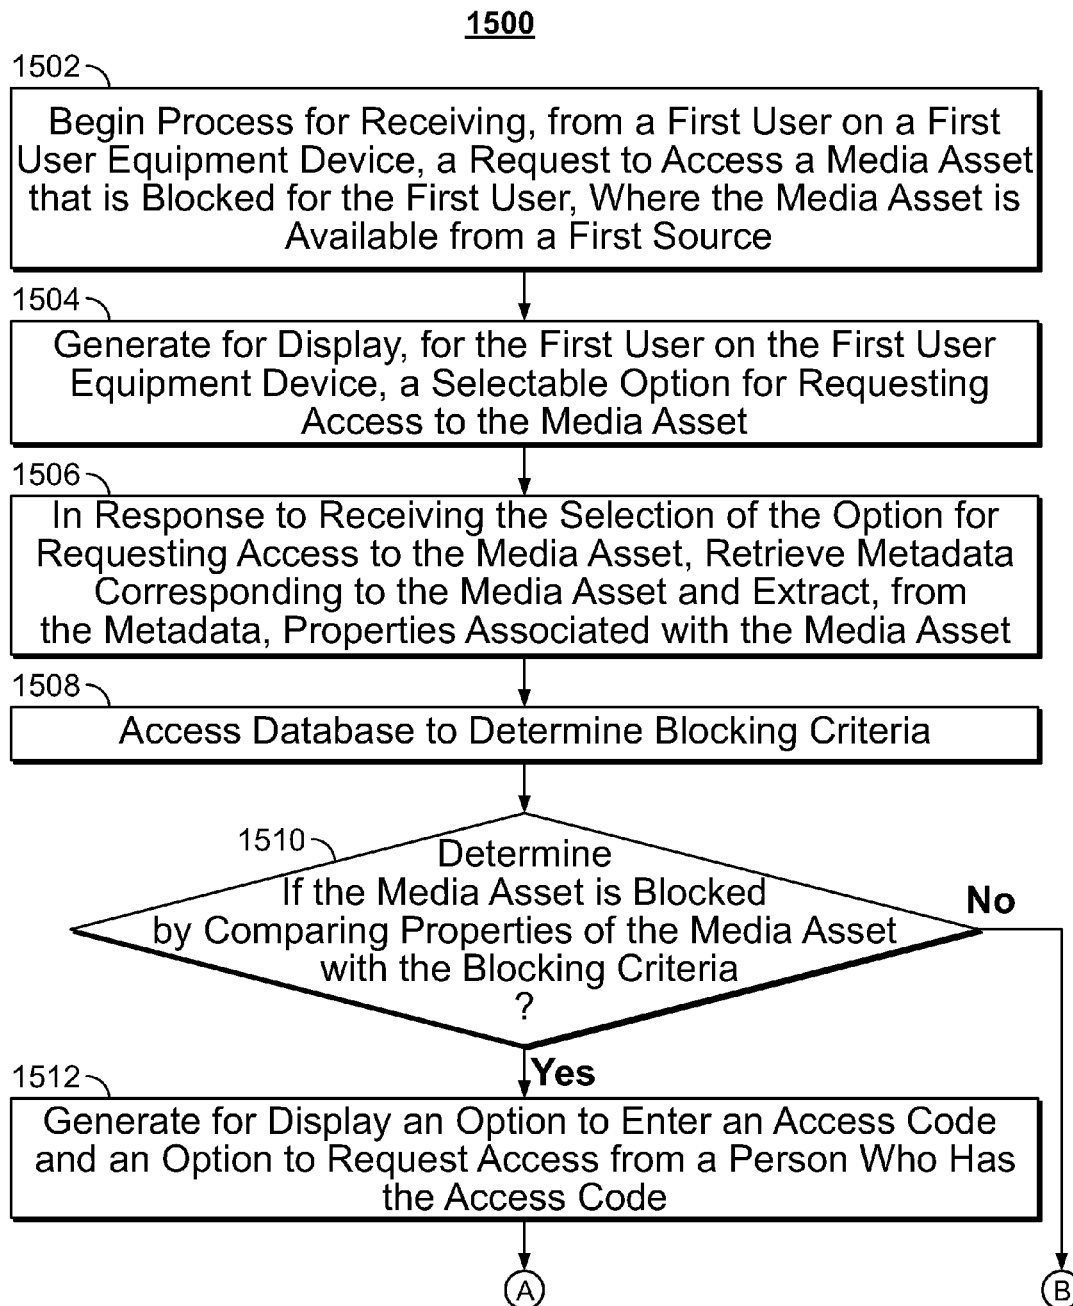 1500
1502
Begin Process for Receiving, from a First User on a First
User Equipment Device, a Request to Access a Media Asset
that is Blocked for the First User, Where the Media Asset is
Available from a First Source
1504
Generate for Display, for the First User on the First User
Equipment Device, a Selectable Option for Requesting
Access to the Media Asset
1506
In Response to Receiving the Selection of the Option for
Requesting Access to the Media Asset, Retrieve Metadata
Corresponding to the Media Asset and Extract, from
the Metadata, Properties Associated with the Media Asset
1508
Access Database to Determine Blocking Criteria
1510
Determine
If the Media Asset is Blocked
by Comparing Properties of the Media Asset
with the Blocking Criteria
?
No
Yes
1512
Generate for Display an Option to Enter an Access Code
and an Option to Request Access from a Person Who Has
the Access Code
A
B